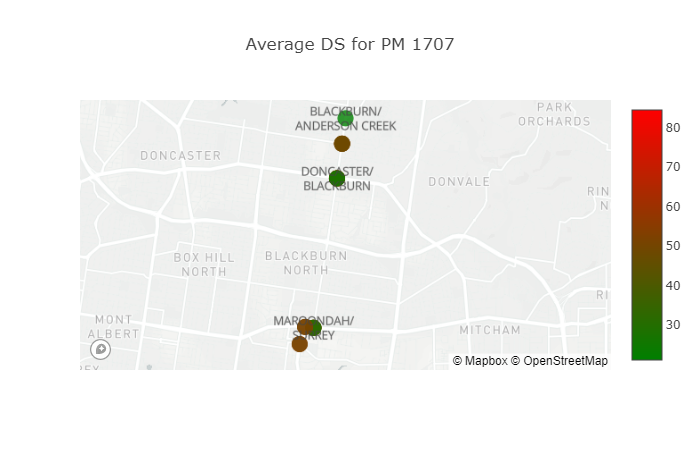 Average DS for PM 1707
BLACKBURN/
ANDERSON CREEK
PARK
ORCHARDS
DONCASTER
DONCASTER/
BLACKBURN
DONVALE
RIN
N
BOX HILL
NORTH
BLACKBURN
NORTH
RI
MONT
ALBERT
MAROONDAH/
SURREY
MITCHAM
REY
© Mapbox © OpenStreetMap
80
70
60
50
40
30